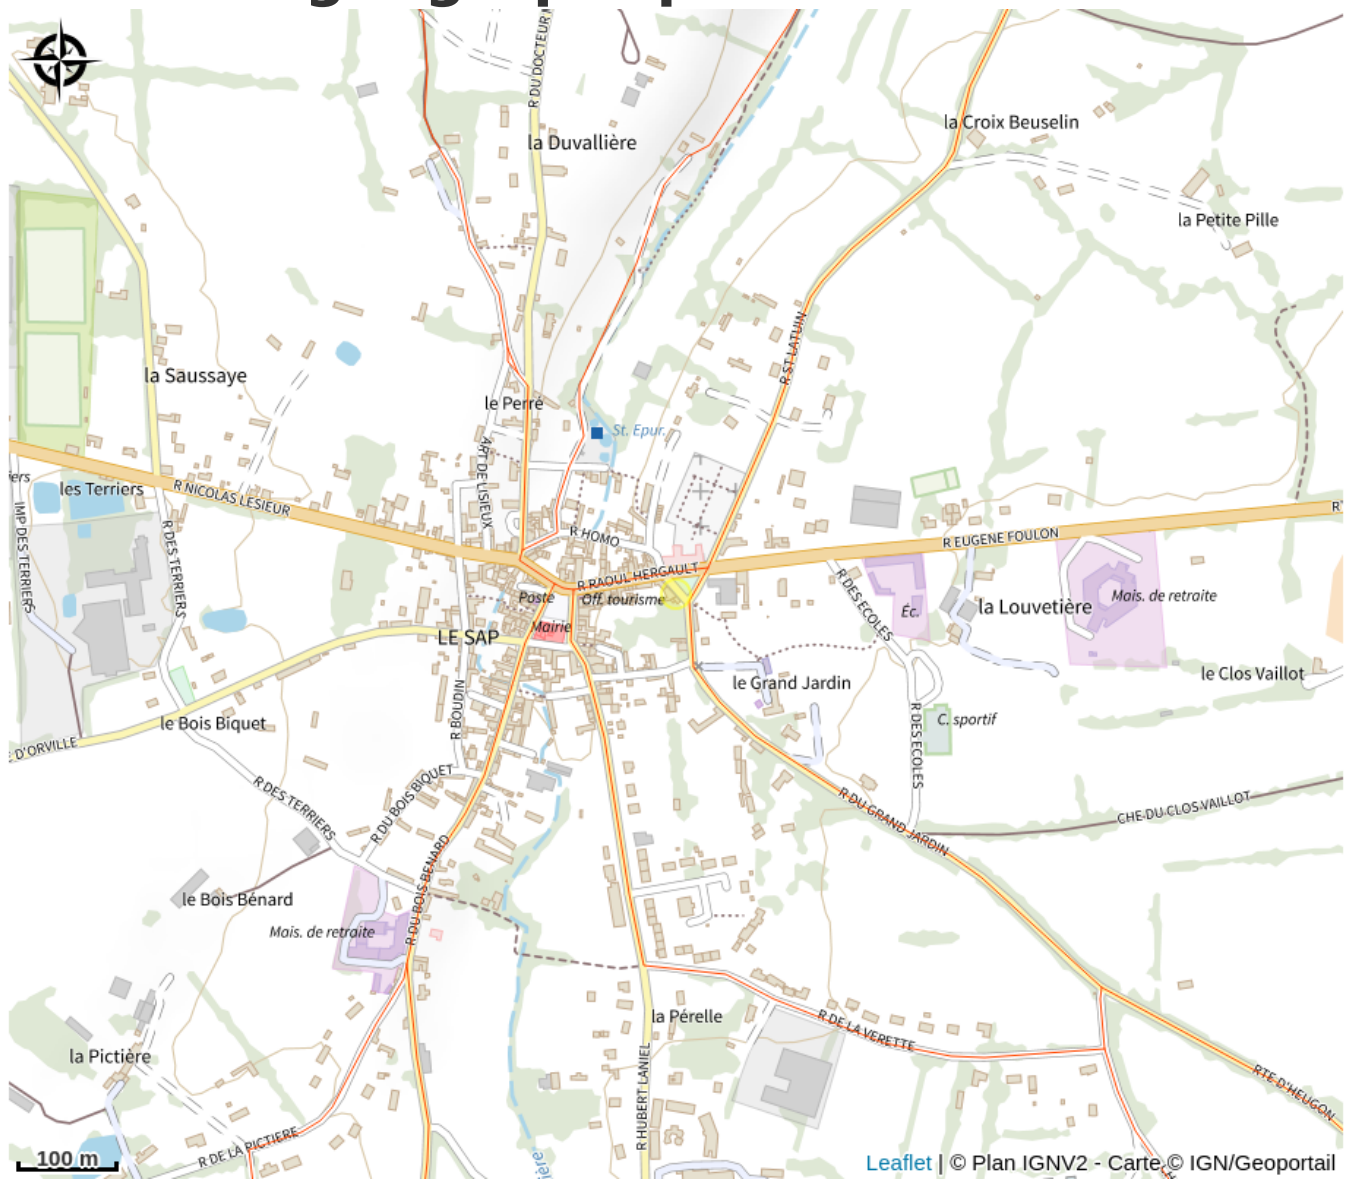 R DU DOCTEUR
la Duvallière
la Croix Beuselin
la Petite Pille
R ST LATUIN
la Saussaye
le Perré
St. Epur.
ART DE LISIEUX
les Terriers
R NICOLAS LESIEUR
IMP DES TERRIERS
R DES TERRIERS
R HOMO
R EUGENE FOULON
R RAOUL HERGAULT
Poste
Off. tourisme
Mairie
LE SAP
R DES ECOLES
Éc.
la Louvetière
Mais. de retraite
le Clos Vaillot
le Grand Jardin
R BOUDIN
le Bois Biquet
D'ORVILLE
R DES ECOLES
C. sportif
R DES TERRIERS
R DU BOIS BIQUET
R DU GRAND JARDIN
CHE DU CLOS VAILLOT
R DU BOIS BENARD
le Bois Bénard
Mais. de retraite
la Pérelle
R DE LA VERETTE
la Pictière
R HUBERT LANIEL
RTE D'HEUGON
R DE LA PICTIERE
100 m
Leaflet | © Plan IGNV2 - Carte © IGN/Geoportail